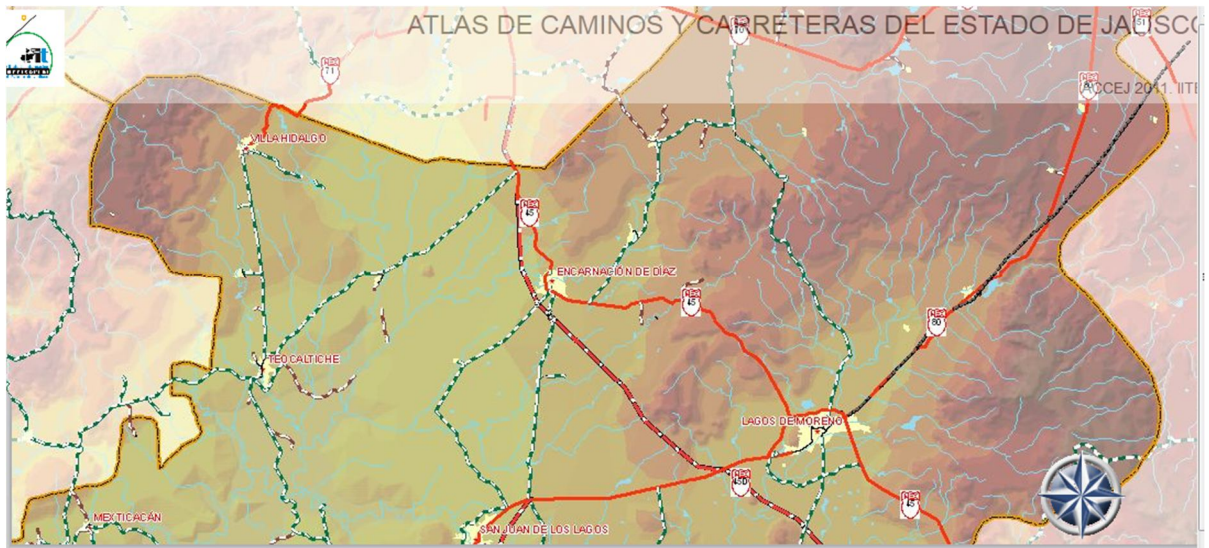 ATLAS DE CAMINOS Y CARRETERAS DEL ESTADO DE JALISCO
ACCEJ 2011. IITE
71
80
VILLA HIDALGO
45
ENCARNACIÓN DE DÍAZ
45
80
TEOCALTICHE
LAGOS DE MORENO
45D
45
MEXTICACÁN
SAN JUAN DE LOS LAGOS